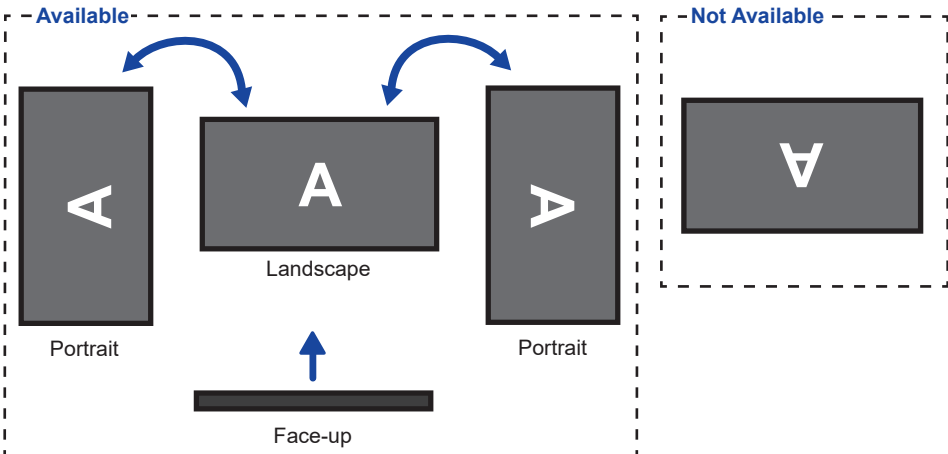 Available
Not Available
A
A
A
A
Landscape
Portrait
Portrait
Face-up